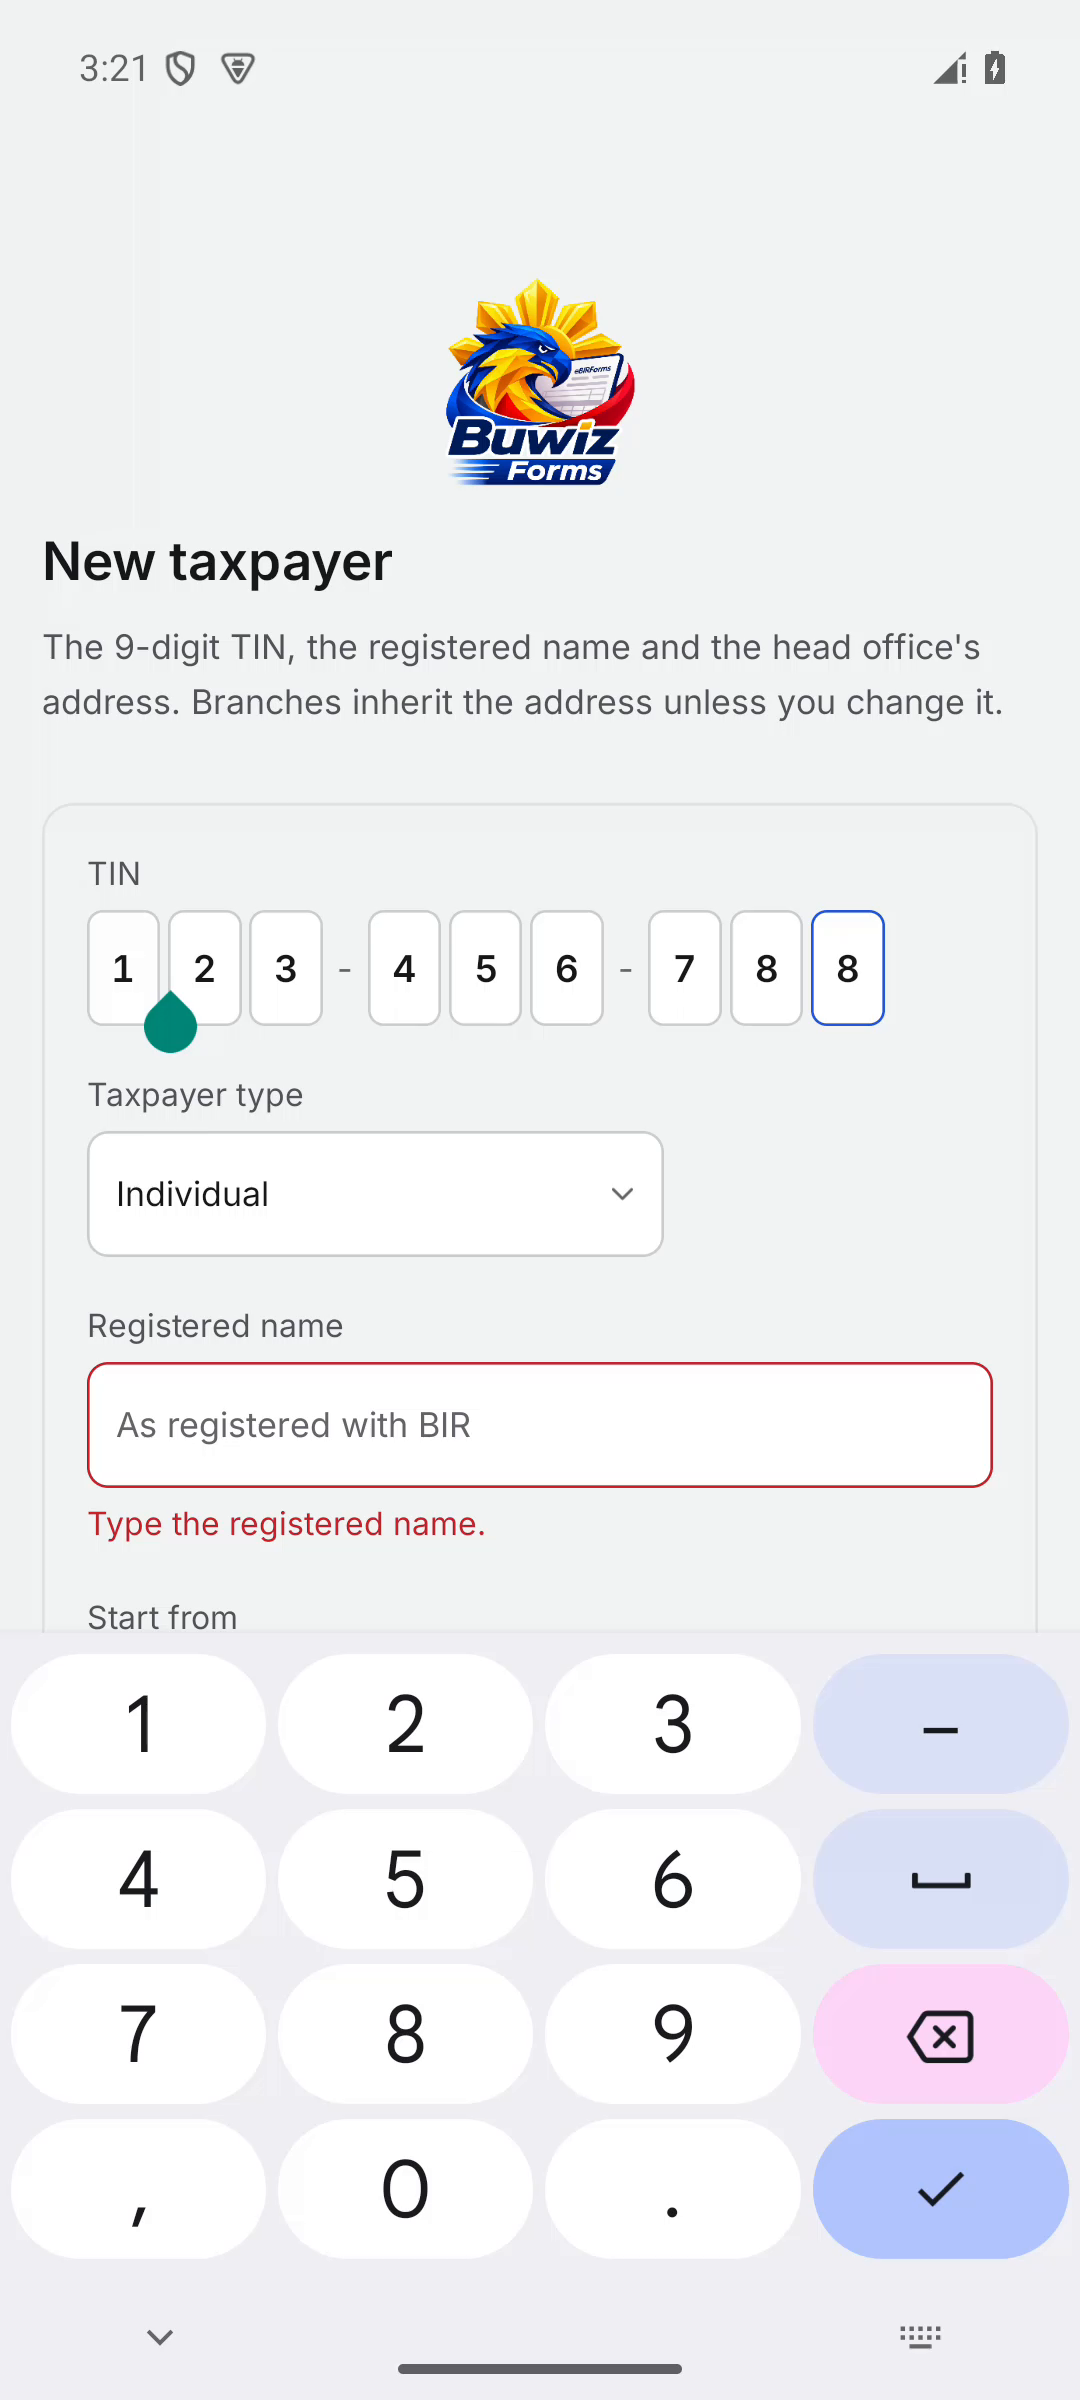 3:21
eBIRForms
Buwiz
Forms
New taxpayer
The 9-digit TIN, the registered name and the head office's
address. Branches inherit the address unless you change it.
TIN
1 2 3 - 4 5 6 - 7 8 8
Taxpayer type
Individual
Registered name
As registered with BIR
Type the registered name.
Start from
1 2 3 –
4 5 6
7 8 9
, 0 .